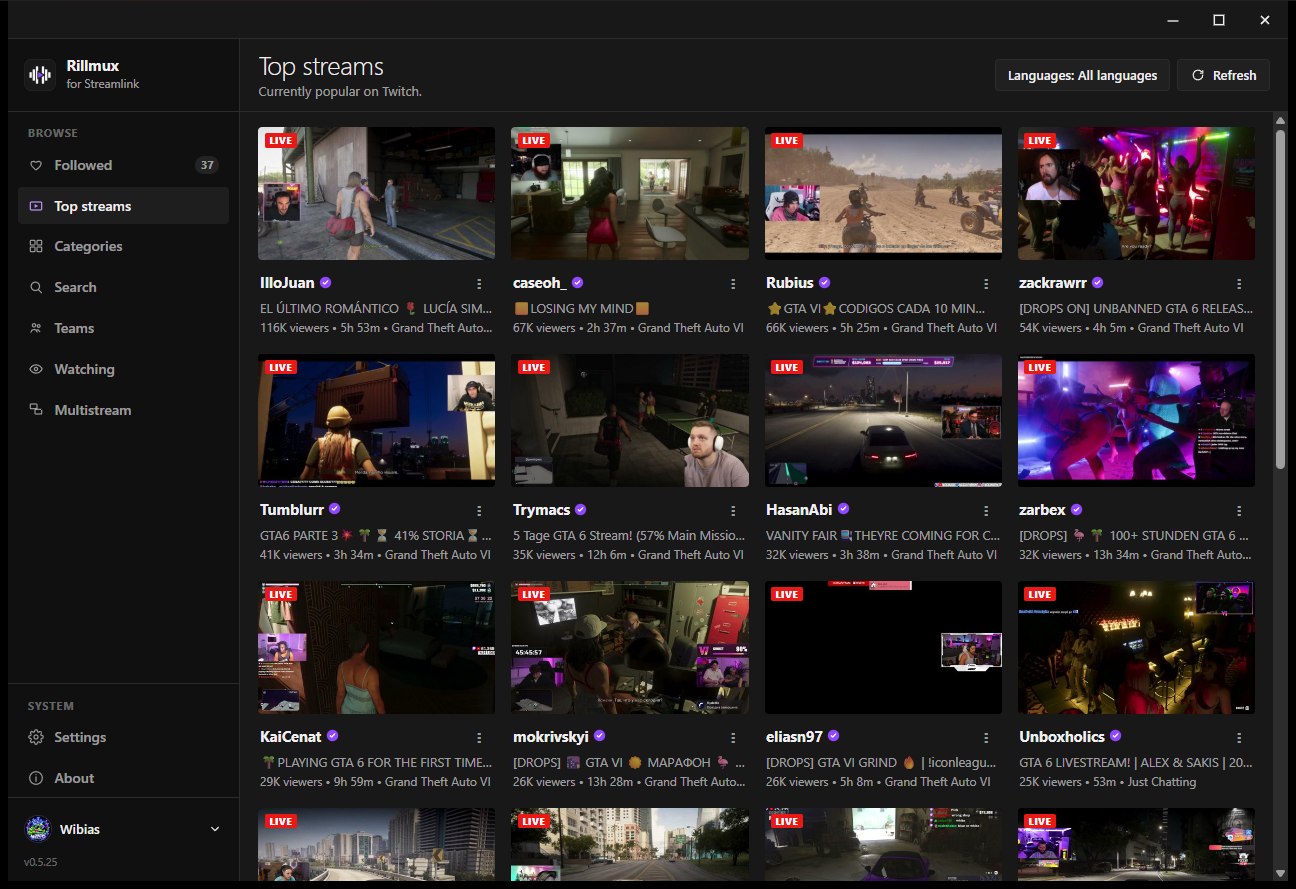 Rillmux
for Streamlink
Top streams
Currently popular on Twitch.
Languages: All languages
Refresh
BROWSE
Followed
37
Top streams
Categories
Search
Teams
Watching
Multistream
SYSTEM
Settings
About
Wibias
v0.5.25
LIVE
LIVE
LIVE
LIVE
Are you ready?
IlloJuan
EL ÚLTIMO ROMÁNTICO 🌹 LUCÍA SIM...
116K viewers • 5h 53m • Grand Theft Auto...
caseoh_
🟧LOSING MY MIND🟧
67K viewers • 2h 37m • Grand Theft Auto VI
Rubius
⭐GTA VI⭐CODIGOS CADA 10 MIN...
66K viewers • 5h 25m • Grand Theft Auto VI
zackrawrr
[DROPS ON] UNBANNED GTA 6 RELEAS...
54K viewers • 4h 5m • Grand Theft Auto VI
LIVE
LIVE
LIVE
LIVE
Tumblurr
GTA6 PARTE 3 💥 🌴 ⏳ 41% STORIA ⏳ ...
41K viewers • 3h 34m • Grand Theft Auto VI
Trymacs
5 Tage GTA 6 Stream! (57% Main Missio...
35K viewers • 12h 6m • Grand Theft Auto VI
HasanAbi
VANITY FAIR THEYRE COMING FOR C...
32K viewers • 3h 38m • Grand Theft Auto VI
zarbex
[DROPS] 🦩 🌴 100+ STUNDEN GTA 6 ...
32K viewers • 13h 34m • Grand Theft Auto...
LIVE
LIVE
45:45:57
90%
LIVE
LIVE
KaiCenat
🌴PLAYING GTA 6 FOR THE FIRST TIME...
29K viewers • 9h 59m • Grand Theft Auto VI
mokrivskyi
[DROPS] GTA VI МАРАФОН 🦩 ...
26K viewers • 13h 28m • Grand Theft Auto...
eliasn97
[DROPS] GTA VI GRIND 🔥 | !iconleagu...
26K viewers • 5h 8m • Grand Theft Auto VI
Unboxholics
GTA 6 LIVESTREAM! | ALEX & SAKIS | 20...
25K viewers • 53m • Just Chatting
LIVE
LIVE
LIVE
LIVE